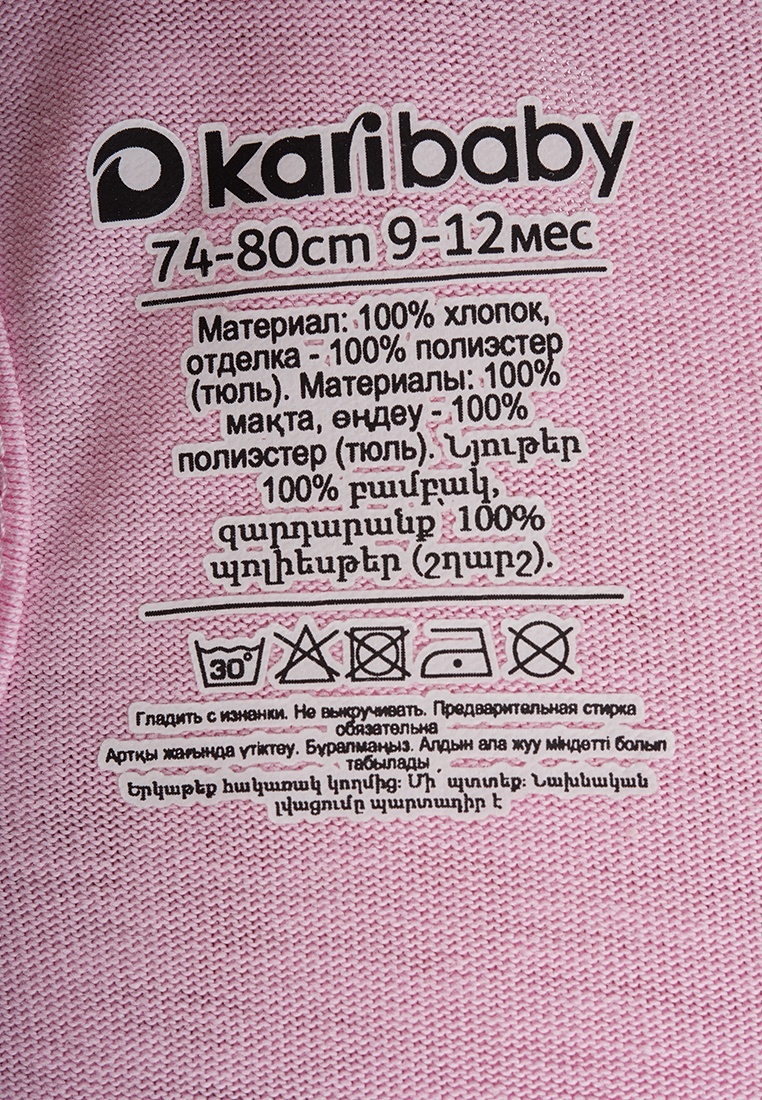 kari baby
74-80cm 9-12мес
Материал: 100% хлопок,
отделка - 100% полиэстер
(тюль). Материалы: 100%
мақта, өңдеу - 100%
полиэстер (тюль). Նյութեր
100% բամբակ,
զարդարանք՝ 100%
պոլիեսթեր (շղարշ).
30°
Гладить с изнанки. Не выкручивать. Предварительная стирка
обязательна
Артқы жағында үтіктеу. Бұралмаңыз. Алдын ала жуу міндетті болып
табылады
Երկաթեք հակառակ կողմից: Մի՛ պտտեք: Նախնական
լվացումը պարտադիր է